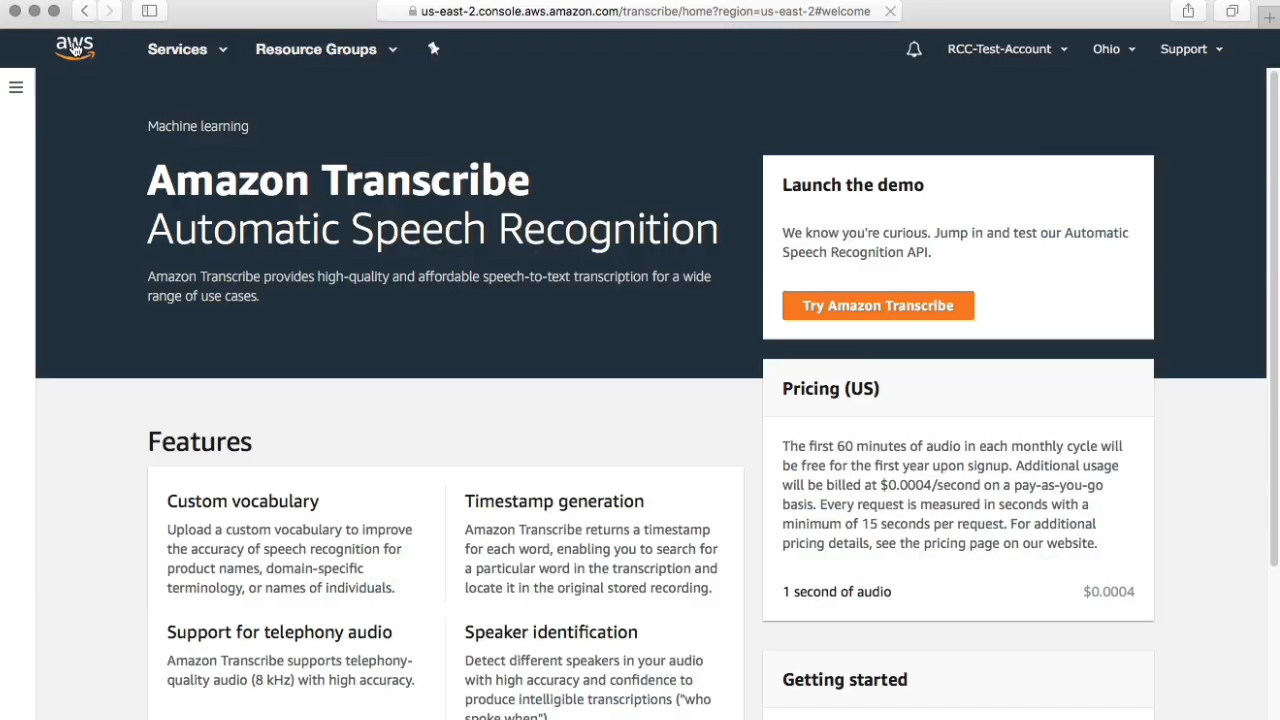 us-east-2.console.aws.amazon.com/transcribe/home?region=us-east-2#welcome
aws
Services
Resource Groups
RCC-Test-Account
Ohio
Support
Machine learning
Amazon Transcribe
Automatic Speech Recognition
Amazon Transcribe provides high-quality and affordable speech-to-text transcription for a wide
range of use cases.
Launch the demo
We know you're curious. Jump in and test our Automatic
Speech Recognition API.
Try Amazon Transcribe
Pricing (US)
The first 60 minutes of audio in each monthly cycle will
be free for the first year upon signup. Additional usage
will be billed at $0.0004/second on a pay-as-you-go
basis. Every request is measured in seconds with a
minimum of 15 seconds per request. For additional
pricing details, see the pricing page on our website.
1 second of audio
$0.0004
Features
Custom vocabulary
Upload a custom vocabulary to improve
the accuracy of speech recognition for
product names, domain-specific
terminology, or names of individuals.
Timestamp generation
Amazon Transcribe returns a timestamp
for each word, enabling you to search for
a particular word in the transcription and
locate it in the original stored recording.
Support for telephony audio
Amazon Transcribe supports telephony-
quality audio (8 kHz) with high accuracy.
Speaker identification
Detect different speakers in your audio
with high accuracy and confidence to
produce intelligible transcriptions ("who
spoke when").
Getting started